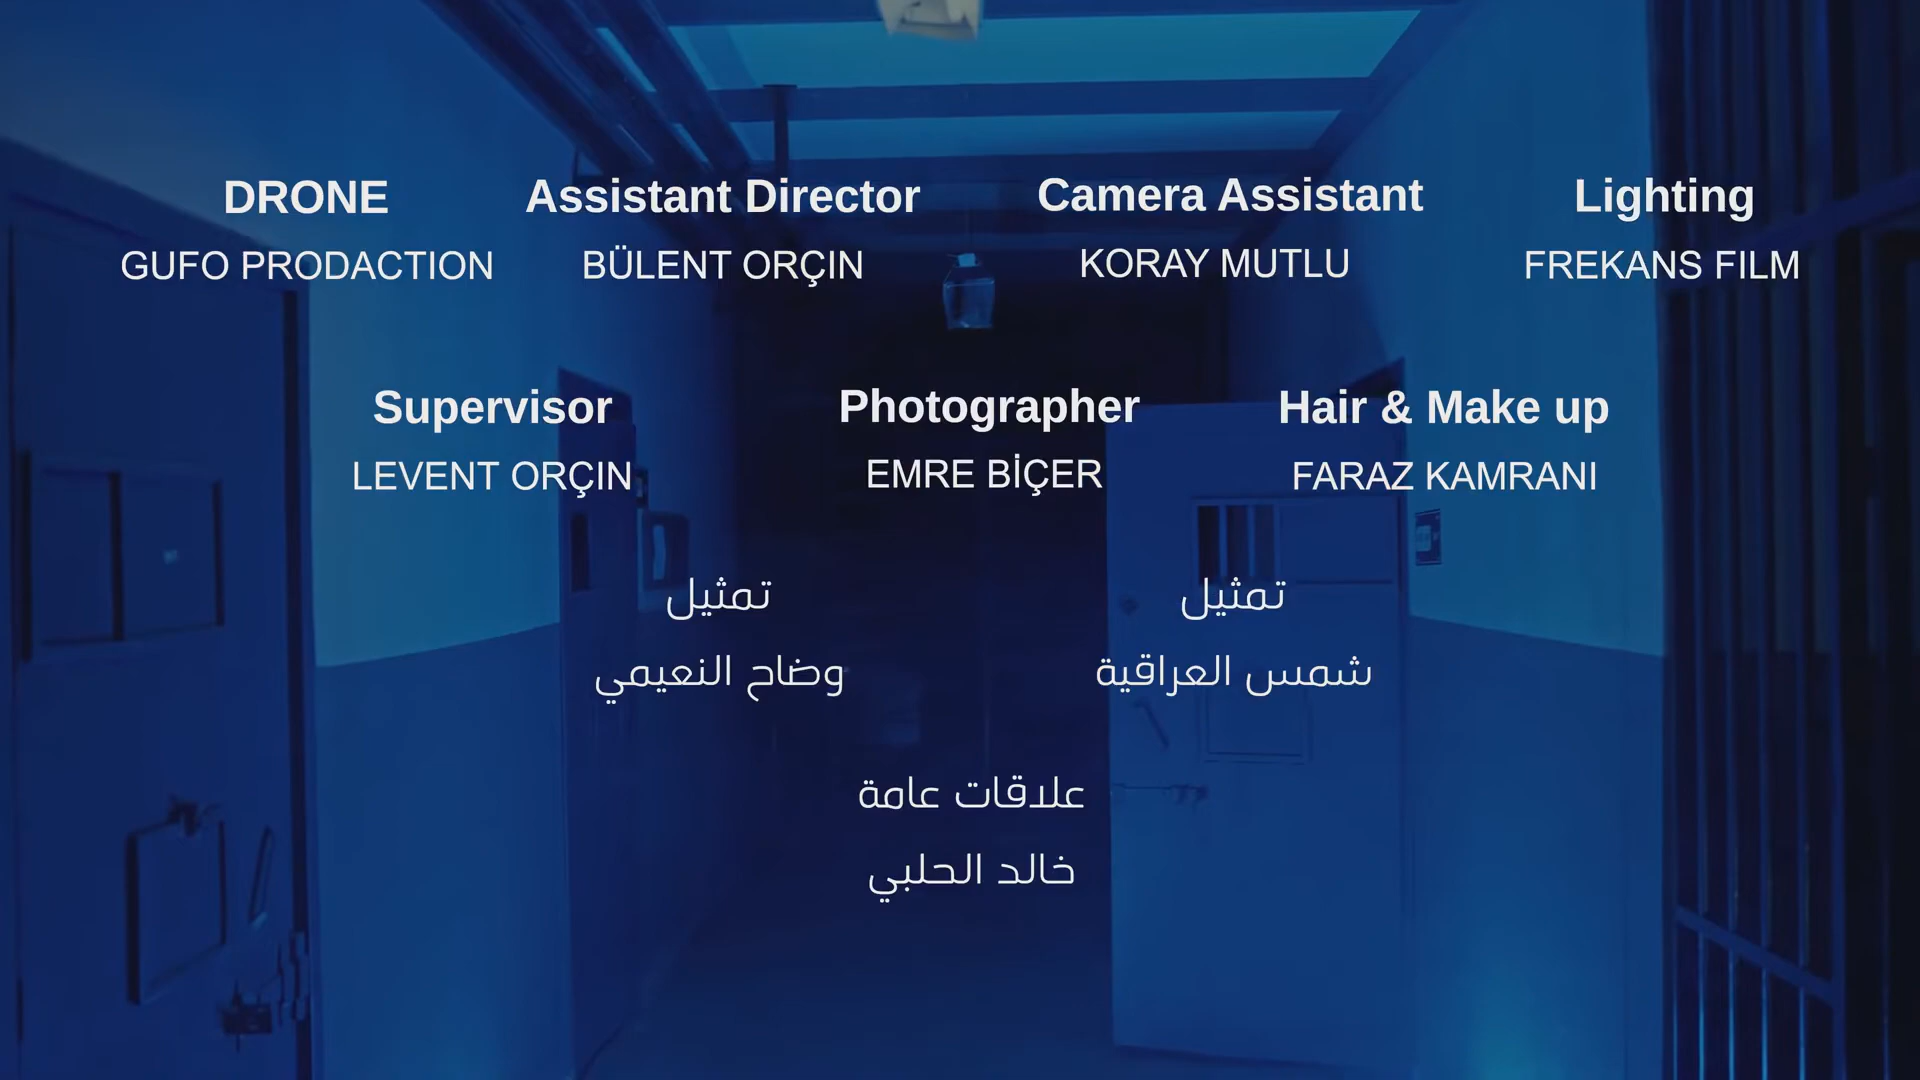 DRONE
GUFO PRODACTION
Assistant Director
BÜLENT ORÇIN
Camera Assistant
KORAY MUTLU
Lighting
FREKANS FILM
Supervisor
LEVENT ORÇIN
Photographer
EMRE BİÇER
Hair & Make up
FARAZ KAMRANI
تمثيل
شمس العراقية
تمثيل
وضاح النعيمي
علاقات عامة
خالد الحلبي